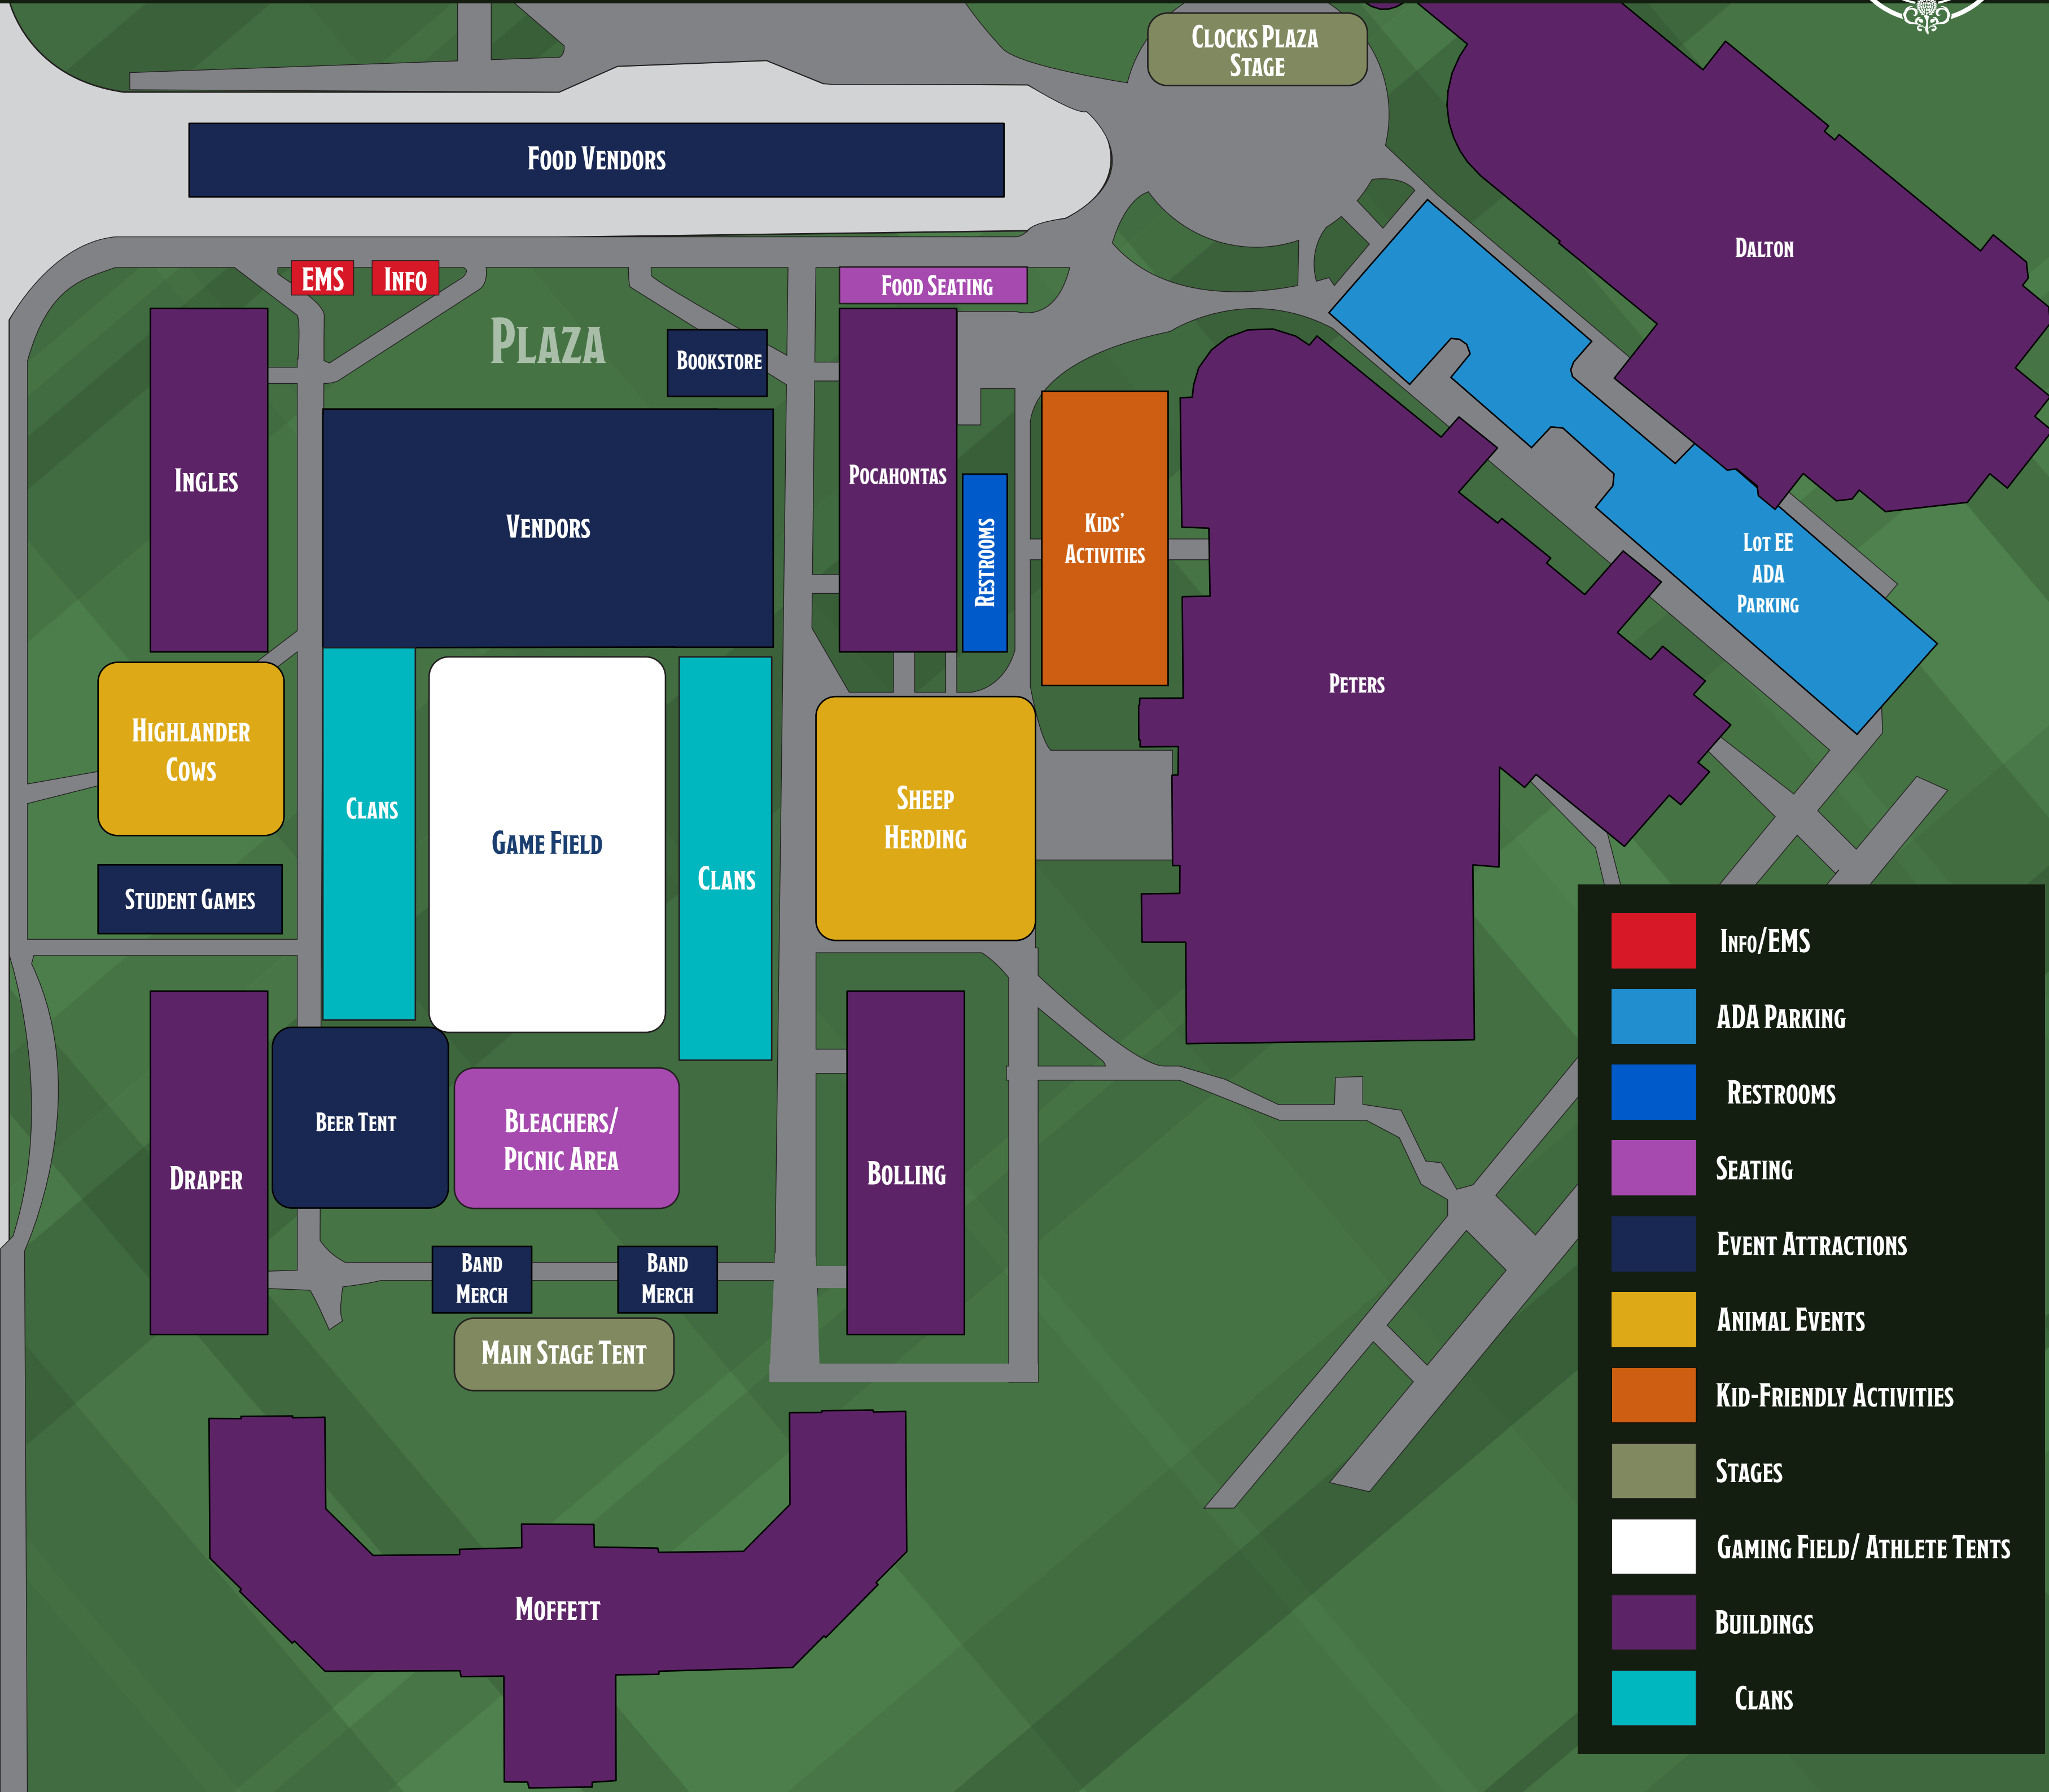 Clocks Plaza
Stage
Food Vendors
Dalton
EMS
Info
Food Seating
Plaza
Bookstore
Ingles
Vendors
Pocahontas
Restrooms
Kids'
Activities
Lot EE
ADA
Parking
Peters
Highlander
Cows
Clans
Game Field
Clans
Sheep
Herding
Student Games
Beer Tent
Bleachers/
Picnic Area
Draper
Bolling
Band
Merch
Band
Merch
Main Stage Tent
Moffett
Info/EMS
ADA Parking
Restrooms
Seating
Event Attractions
Animal Events
Kid-Friendly Activities
Stages
Gaming Field/ Athlete Tents
Buildings
Clans